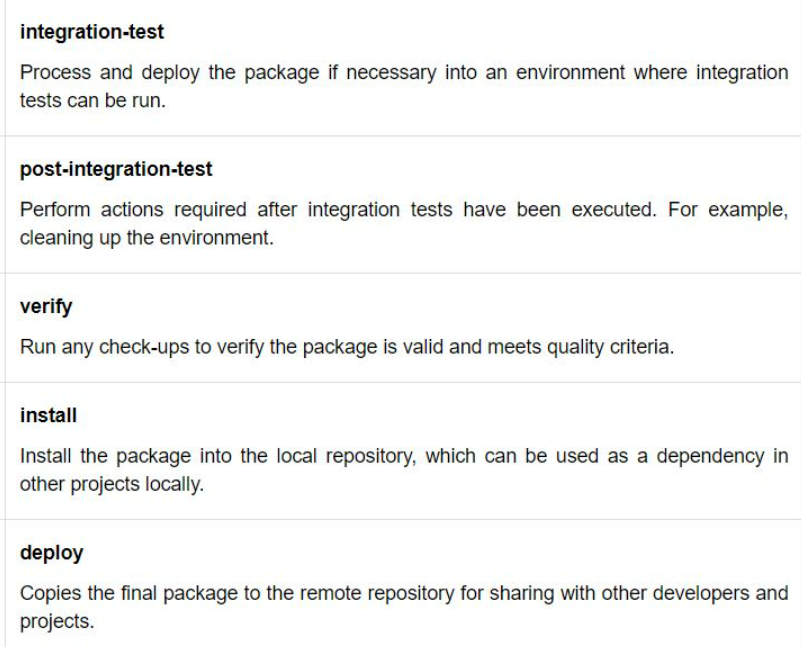 integration-test
Process and deploy the package if necessary into an environment where integration
tests can be run.
post-integration-test
Perform actions required after integration tests have been executed. For example,
cleaning up the environment.
verify
Run any check-ups to verify the package is valid and meets quality criteria.
install
Install the package into the local repository, which can be used as a dependency in
other projects locally.
deploy
Copies the final package to the remote repository for sharing with other developers and
projects.